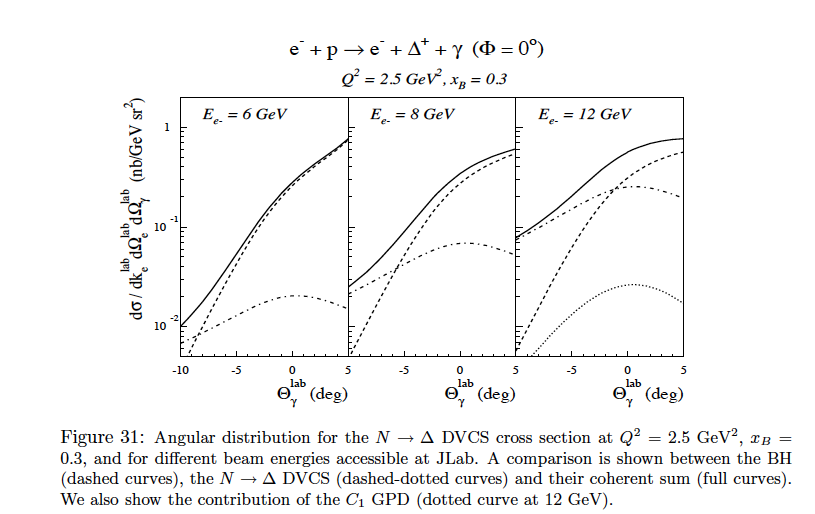 e⁻ + p → e⁻ + Δ⁺ + γ (Φ = 0°)
Q² = 2.5 GeV², x_B = 0.3
dσ / dk_e^lab dΩ_e^lab dΩ_γ^lab (nb/GeV sr²)
E_e- = 6 GeV
E_e- = 8 GeV
E_e- = 12 GeV
1
10⁻¹
10⁻²
-10 -5 0 5 -5 0 5 -5 0 5
Θ_γ^lab (deg) Θ_γ^lab (deg) Θ_γ^lab (deg)
Figure 31: Angular distribution for the N → Δ DVCS cross section at Q² = 2.5 GeV², x_B =
0.3, and for different beam energies accessible at JLab. A comparison is shown between the BH
(dashed curves), the N → Δ DVCS (dashed-dotted curves) and their coherent sum (full curves).
We also show the contribution of the C₁ GPD (dotted curve at 12 GeV).